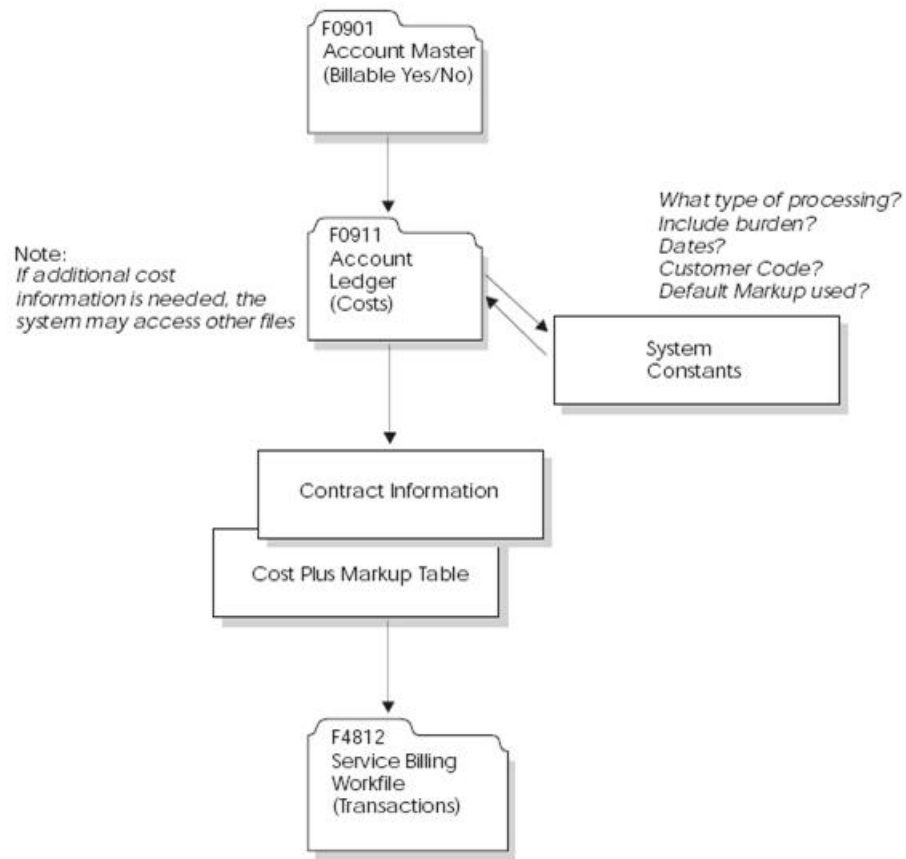 F0901
Account Master
(Billable Yes/No)
What type of processing?
Include burden?
Dates?
Customer Code?
Default Markup used?
Note:
If additional cost
information is needed, the
system may access other files
F0911
Account
Ledger
(Costs)
System
Constants
Contract Information
Cost Plus Markup Table
F4812
Service Billing
Workfile
(Transactions)